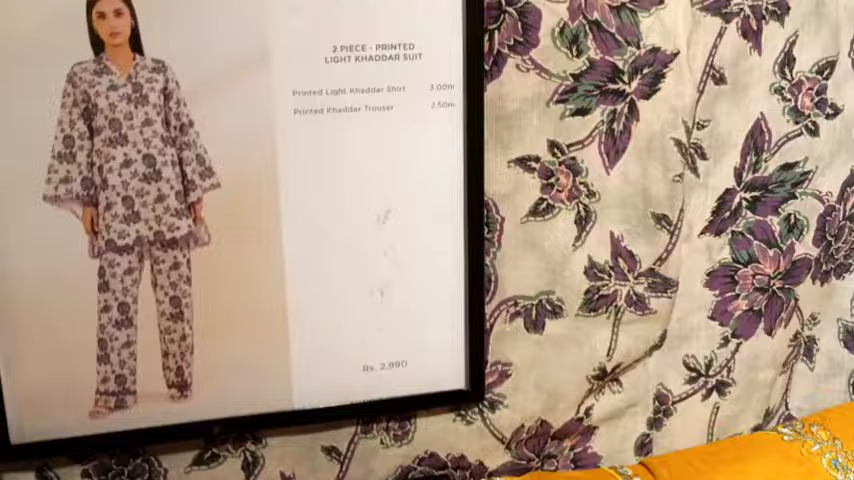 2 PIECE - PRINTED
LIGHT KHADDAR SUIT
Printed Light Khaddar Shirt 3.00m
Printed Khaddar Trouser 2.50m
Rs. 2,990